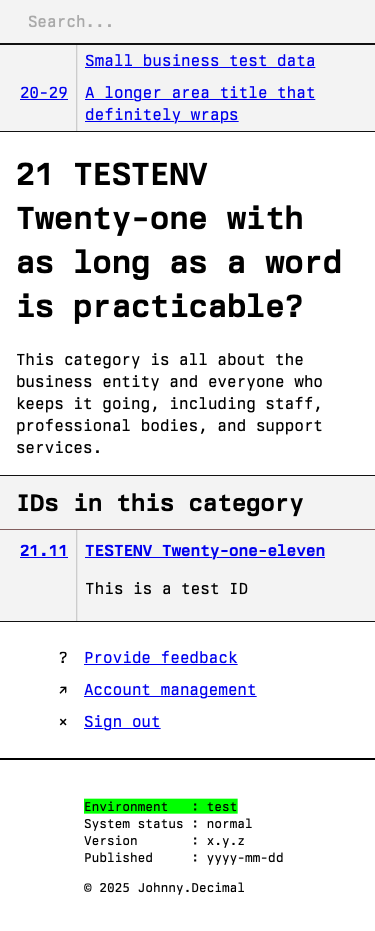 Search...
Small business test data
20-29 A longer area title that
definitely wraps
21 TESTENV
Twenty-one with
as long as a word
is practicable?
This category is all about the
business entity and everyone who
keeps it going, including staff,
professional bodies, and support
services.
IDs in this category
21.11 TESTENV Twenty-one-eleven
This is a test ID
? Provide feedback
↗ Account management
× Sign out
Environment : test
System status : normal
Version : x.y.z
Published : yyyy-mm-dd
© 2025 Johnny.Decimal